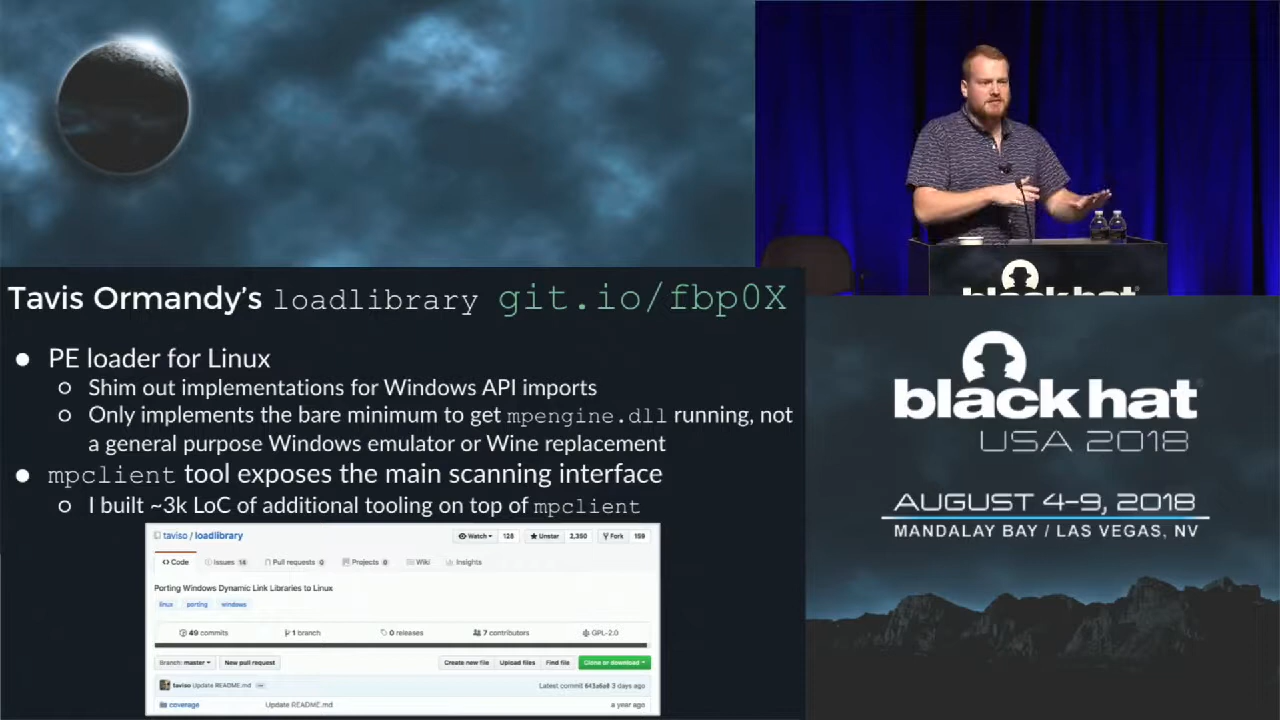 black hat
Tavis Ormandy's loadlibrary git.io/fbp0X
● PE loader for Linux
○ Shim out implementations for Windows API imports
○ Only implements the bare minimum to get mpengine.dll running, not
a general purpose Windows emulator or Wine replacement
● mpclient tool exposes the main scanning interface
○ I built ~3k LoC of additional tooling on top of mpclient
taviso / loadlibrary Watch 128 Unstar 2,350 Fork 159
Code Issues 14 Pull requests 0 Projects 0 Wiki Insights
Porting Windows Dynamic Link Libraries to Linux
linux porting windows
49 commits 1 branch 0 releases 7 contributors GPL-2.0
Branch: master New pull request Create new file Upload files Find file Clone or download
taviso Update README.md Latest commit 643a6a8 3 days ago
coverage Update README.md a year ago
black hat
USA 2018
AUGUST 4-9, 2018
MANDALAY BAY / LAS VEGAS, NV